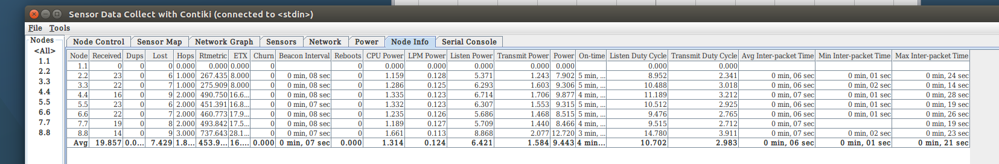 Sensor Data Collect with Contiki (connected to <stdin>)
File Tools
Nodes
<All>
1.1
2.2
3.3
4.4
5.5
6.6
7.7
8.8
Node Control Sensor Map Network Graph Sensors Network Power Node Info Serial Console
Node Received Dups Lost Hops Rtmetric ETX Churn Beacon Interval Reboots CPU Power LPM Power Listen Power Transmit Power Power On-time Listen Duty Cycle Transmit Duty Cycle Avg Inter-packet Time Min Inter-packet Time Max Inter-packet Time
1.1 0 0 0 0.000 0.000 0.000 0 0 0.000 0.000 0.000 0.000 0.000 0.000
2.2 23 0 6 1.000 267.435 8.000 0 0 min, 08 sec 0 1.159 0.128 5.371 1.243 7.902 5 min, ... 8.952 2.341 0 min, 06 sec 0 min, 01 sec 0 min, 24 sec
3.3 22 0 7 1.000 275.909 8.000 0 0 min, 08 sec 0 1.286 0.125 6.293 1.603 9.306 5 min, ... 10.488 3.018 0 min, 06 sec 0 min, 02 sec 0 min, 14 sec
4.4 16 0 9 2.000 490.750 16.6... 0 0 min, 08 sec 0 1.335 0.123 6.714 1.706 9.877 4 min, ... 11.189 3.212 0 min, 07 sec 0 min, 01 sec 0 min, 28 sec
5.5 23 0 6 2.000 451.391 16.8... 0 0 min, 08 sec 0 1.332 0.123 6.307 1.553 9.315 5 min, ... 10.512 2.925 0 min, 06 sec 0 min, 01 sec 0 min, 19 sec
6.6 22 0 7 2.000 460.773 17.9... 0 0 min, 08 sec 0 1.235 0.126 5.686 1.468 8.515 5 min, ... 9.476 2.765 0 min, 06 sec 0 min, 01 sec 0 min, 26 sec
7.7 19 0 8 2.000 493.842 17.5... 0 0 min, 08 sec 0 1.189 0.127 5.709 1.440 8.466 4 min, ... 9.515 2.712 0 min, 07 sec 0 min, 19 sec
8.8 14 0 9 3.000 737.643 28.1... 0 0 min, 07 sec 0 1.661 0.113 8.868 2.077 12.720 3 min, ... 14.780 3.911 0 min, 07 sec 0 min, 02 sec 0 min, 23 sec
Avg 19.857 0.0... 7.429 1.8... 453.9... 16.... 0.000 0 min, 07 sec 0.000 1.314 0.124 6.421 1.584 9.443 4 min... 10.702 2.983 0 min, 06 sec 0 min, 01 sec 0 min, 21 sec